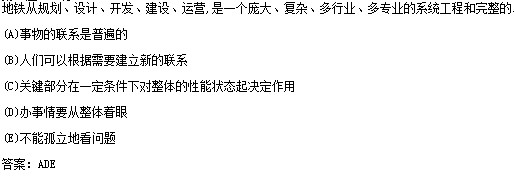 地铁从规划、设计、开发、建设、运营,是一个庞大、复杂、多行业、多专业的系统工程和完整的
(A)事物的联系是普遍的
(B)人们可以根据需要建立新的联系
(C)关键部分在一定条件下对整体的性能状态起决定作用
(D)办事情要从整体着眼
(E)不能孤立地看问题
答案: ADE